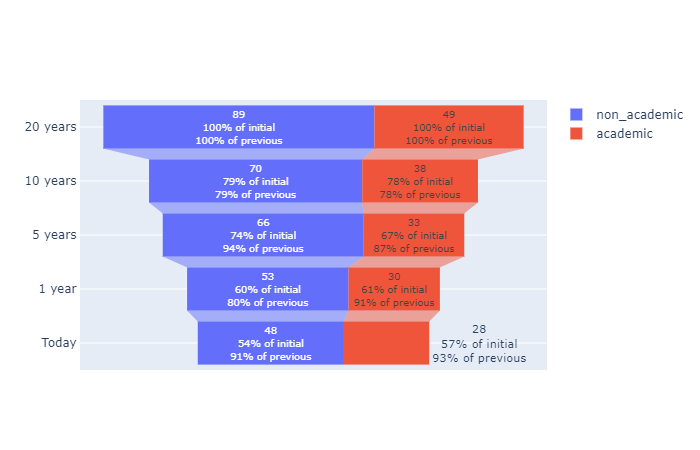 non_academic
academic
20 years
89
100% of initial
100% of previous
49
100% of initial
100% of previous
10 years
70
79% of initial
79% of previous
38
78% of initial
78% of previous
5 years
66
74% of initial
94% of previous
33
67% of initial
87% of previous
1 year
53
60% of initial
80% of previous
30
61% of initial
91% of previous
Today
48
54% of initial
91% of previous
28
57% of initial
93% of previous